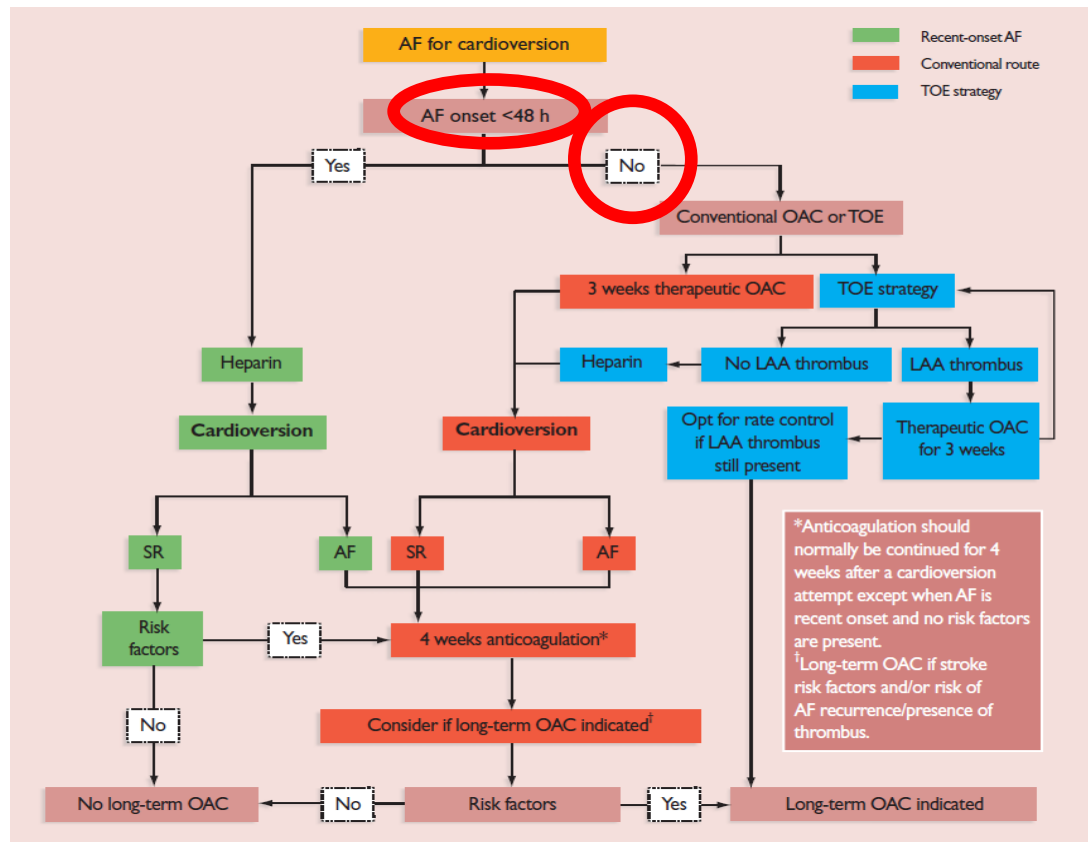 AF for cardioversion
Recent-onset AF
Conventional route
TOE strategy
AF onset <48 h
Yes
No
Conventional OAC or TOE
3 weeks therapeutic OAC
TOE strategy
Heparin
Heparin
No LAA thrombus
LAA thrombus
Cardioversion
Cardioversion
Opt for rate control
if LAA thrombus
still present
Therapeutic OAC
for 3 weeks
SR
AF
SR
AF
*Anticoagulation should
normally be continued for 4
weeks after a cardioversion
attempt except when AF is
recent onset and no risk factors
are present.
†Long-term OAC if stroke
risk factors and/or risk of
AF recurrence/presence of
thrombus.
Risk
factors
Yes
4 weeks anticoagulation*
No
Consider if long-term OAC indicated‡
No long-term OAC
No
Risk factors
Yes
Long-term OAC indicated